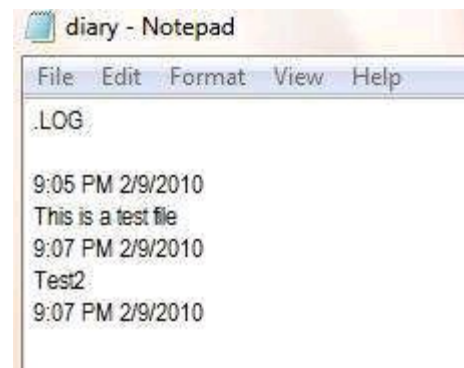 diary - Notepad
File Edit Format View Help
.LOG
9:05 PM 2/9/2010
This is a test file
9:07 PM 2/9/2010
Test2
9:07 PM 2/9/2010